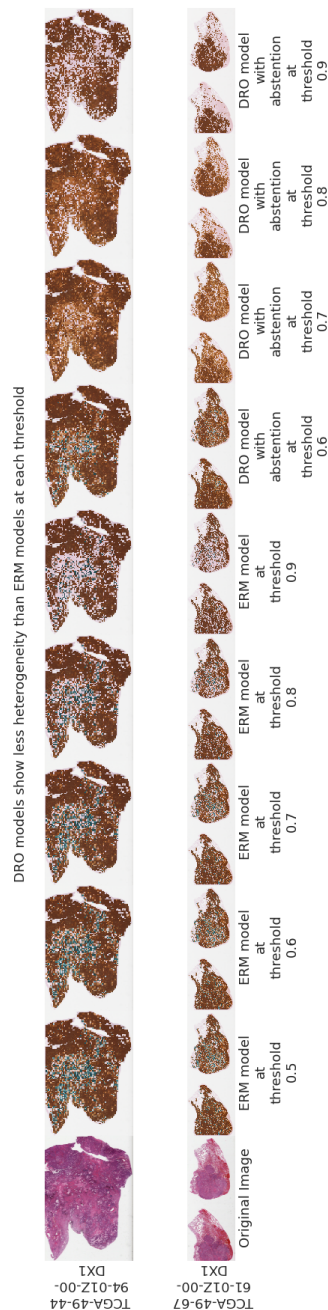 DRO models show less heterogeneity than ERM models at each threshold
TCGA-49-44
94-01Z-00-
DX1
TCGA-49-67
61-01Z-00-
DX1
Original Image
ERM model
at
threshold
0.5
ERM model
at
threshold
0.6
ERM model
at
threshold
0.7
ERM model
at
threshold
0.8
ERM model
at
threshold
0.9
DRO model
with
abstention
at
threshold
0.6
DRO model
with
abstention
at
threshold
0.7
DRO model
with
abstention
at
threshold
0.8
DRO model
with
abstention
at
threshold
0.9